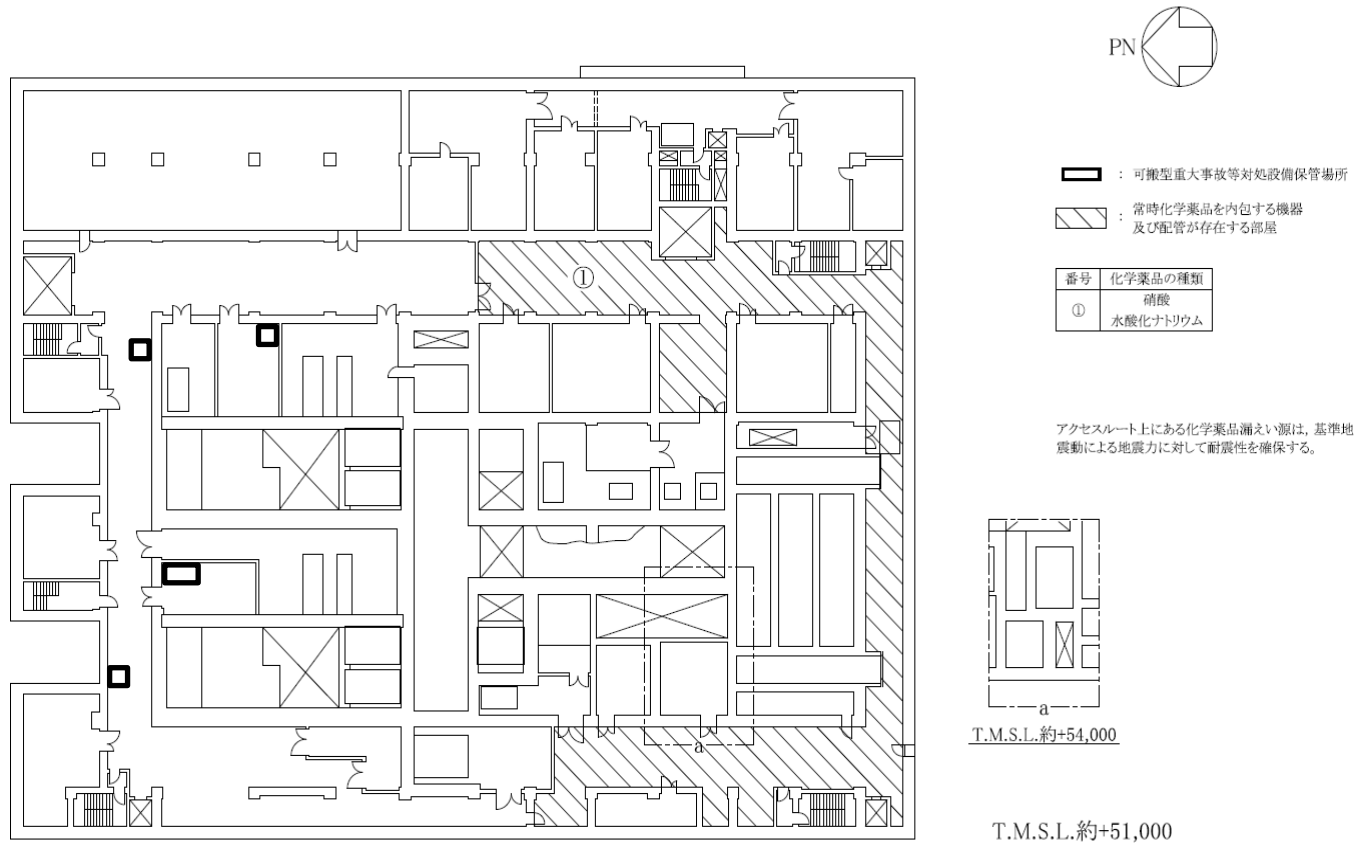 PN
： 可搬型重大事故等対処設備保管場所
： 常時化学薬品を内包する機器
及び配管が存在する部屋
番号 化学薬品の種類
① 硝酸
水酸化ナトリウム
アクセスルート上にある化学薬品漏えい源は，基準地
震動による地震力に対して耐震性を確保する。
①
a
a
T.M.S.L.約+54,000
T.M.S.L.約+51,000